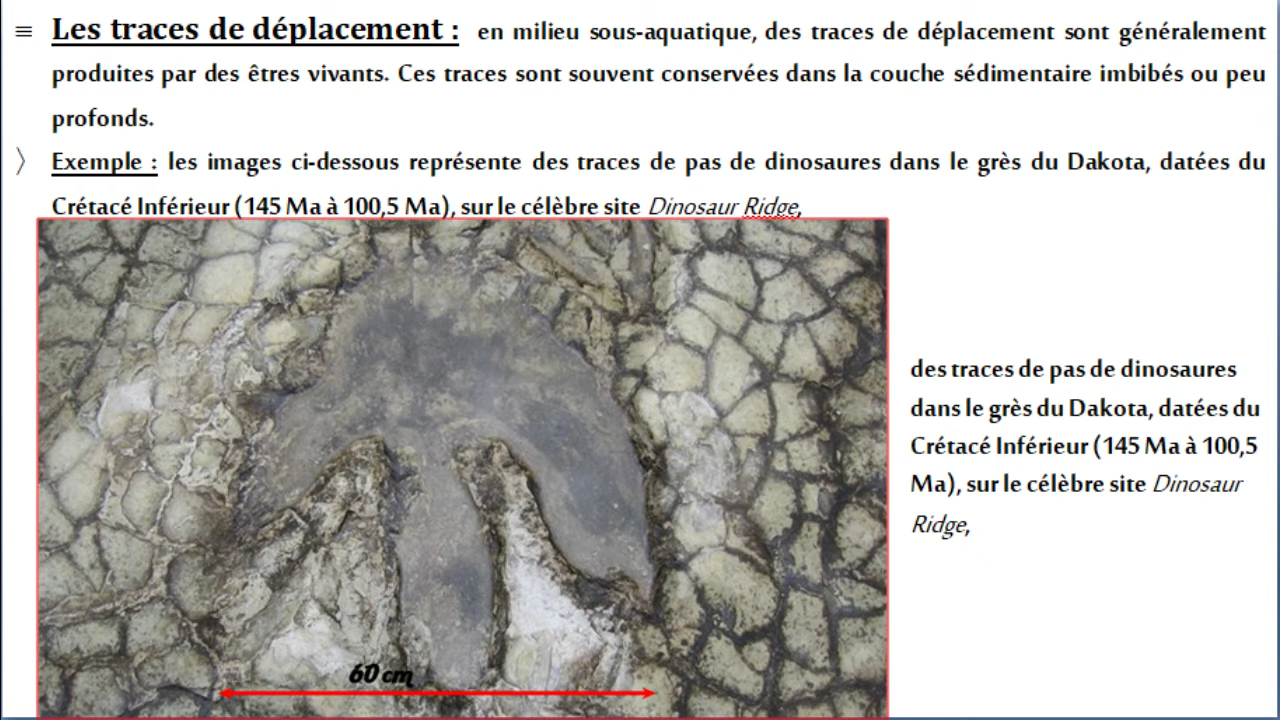 ≡ Les traces de déplacement : en milieu sous-aquatique, des traces de déplacement sont généralement
produites par des êtres vivants. Ces traces sont souvent conservées dans la couche sédimentaire imbibés ou peu
profonds.
〉 Exemple : les images ci-dessous représente des traces de pas de dinosaures dans le grès du Dakota, datées du
Crétacé Inférieur (145 Ma à 100,5 Ma), sur le célèbre site Dinosaur Ridge,
des traces de pas de dinosaures
dans le grès du Dakota, datées du
Crétacé Inférieur (145 Ma à 100,5
Ma), sur le célèbre site Dinosaur
Ridge,
60 cm